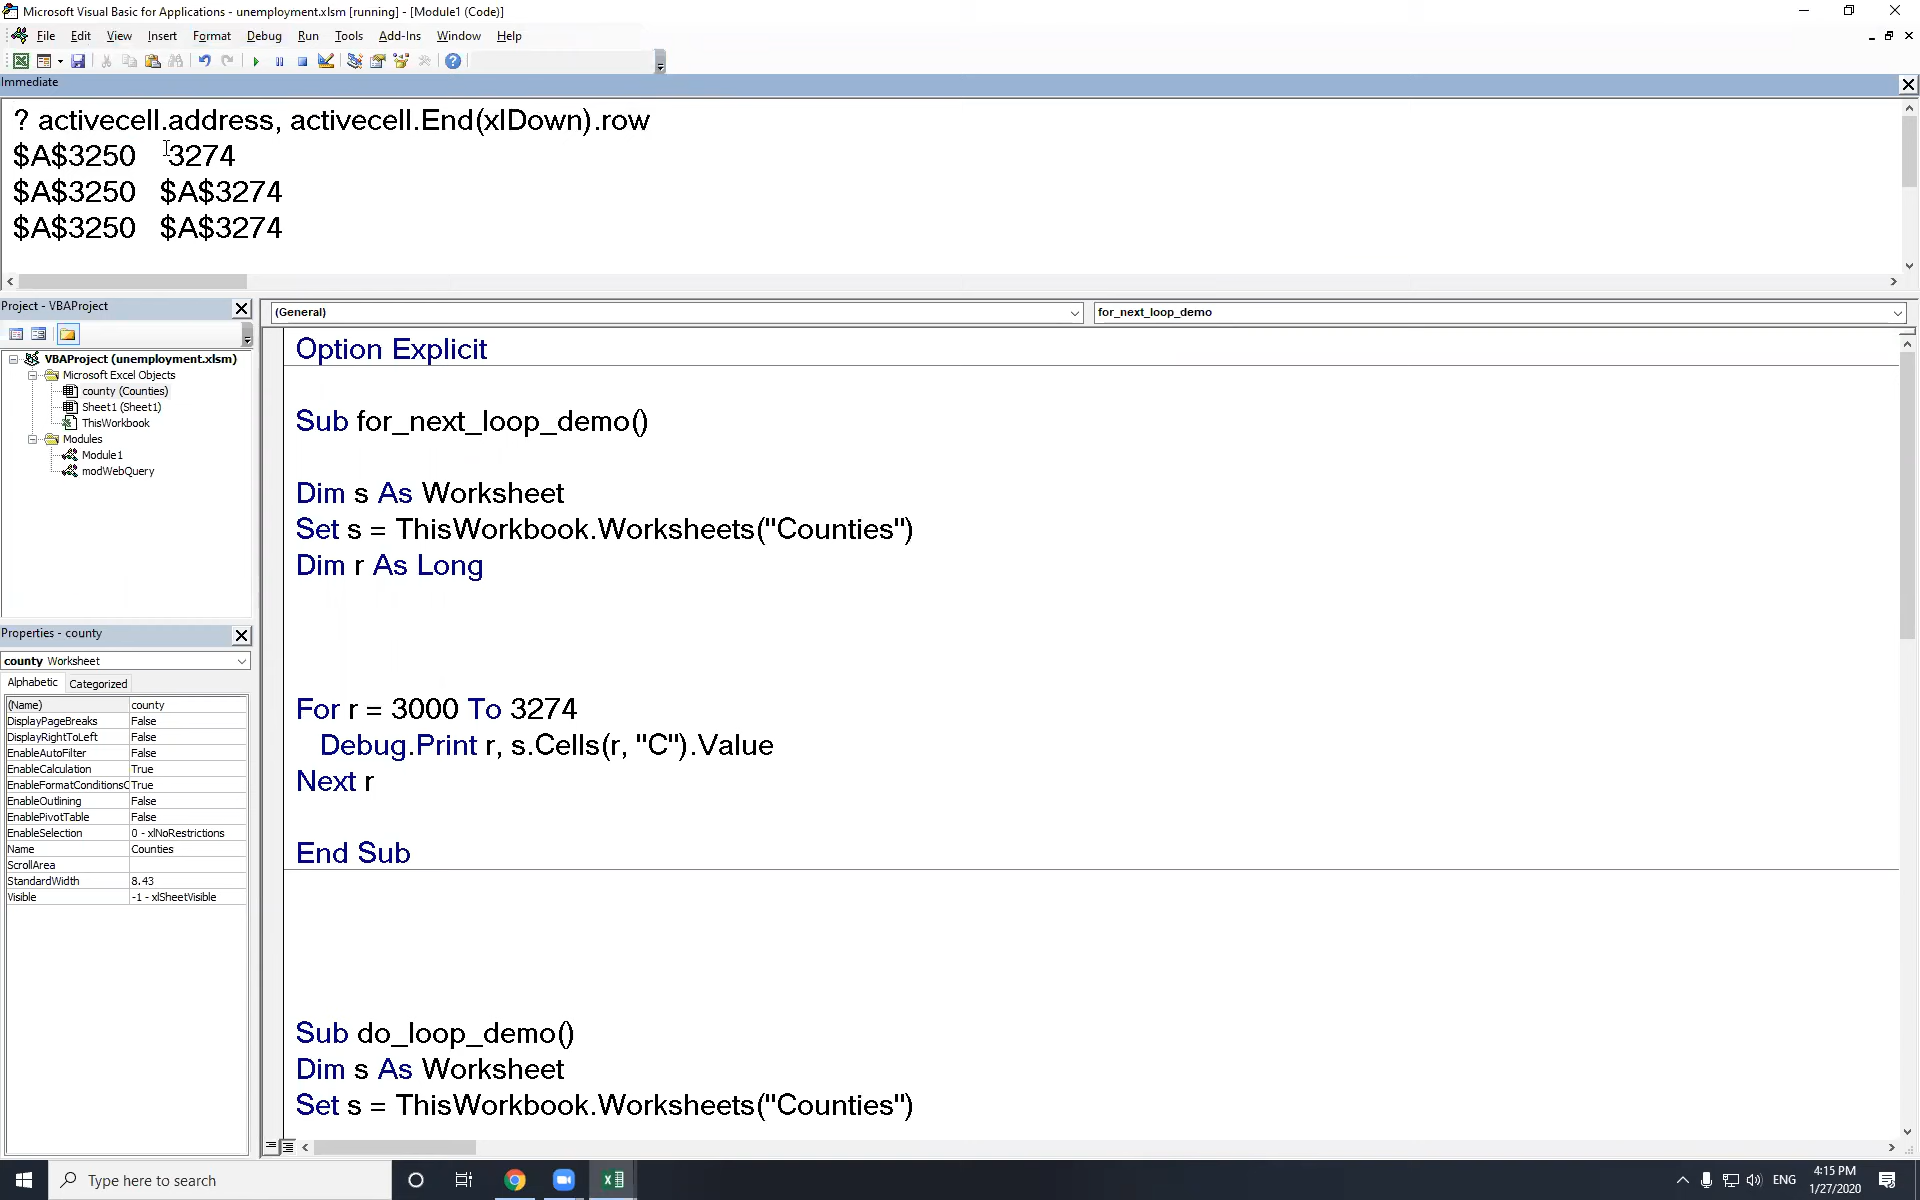 Microsoft Visual Basic for Applications - unemployment.xlsm [running] - [Module1 (Code)]
File Edit View Insert Format Debug Run Tools Add-Ins Window Help
Immediate
? activecell.address, activecell.End(xlDown).row
$A$3250 3274
$A$3250 $A$3274
$A$3250 $A$3274
Project - VBAProject
VBAProject (unemployment.xlsm)
Microsoft Excel Objects
county (Counties)
Sheet1 (Sheet1)
ThisWorkbook
Modules
Module1
modWebQuery
Properties - county
county Worksheet
Alphabetic Categorized
(Name) county
DisplayPageBreaks False
DisplayRightToLeft False
EnableAutoFilter False
EnableCalculation True
EnableFormatConditionsC True
EnableOutlining False
EnablePivotTable False
EnableSelection 0 - xlNoRestrictions
Name Counties
ScrollArea
StandardWidth 8.43
Visible -1 - xlSheetVisible
(General) for_next_loop_demo
Option Explicit
Sub for_next_loop_demo()
Dim s As Worksheet
Set s = ThisWorkbook.Worksheets("Counties")
Dim r As Long
For r = 3000 To 3274
Debug.Print r, s.Cells(r, "C").Value
Next r
End Sub
Sub do_loop_demo()
Dim s As Worksheet
Set s = ThisWorkbook.Worksheets("Counties")
Type here to search
ENG
4:15 PM
1/27/2020